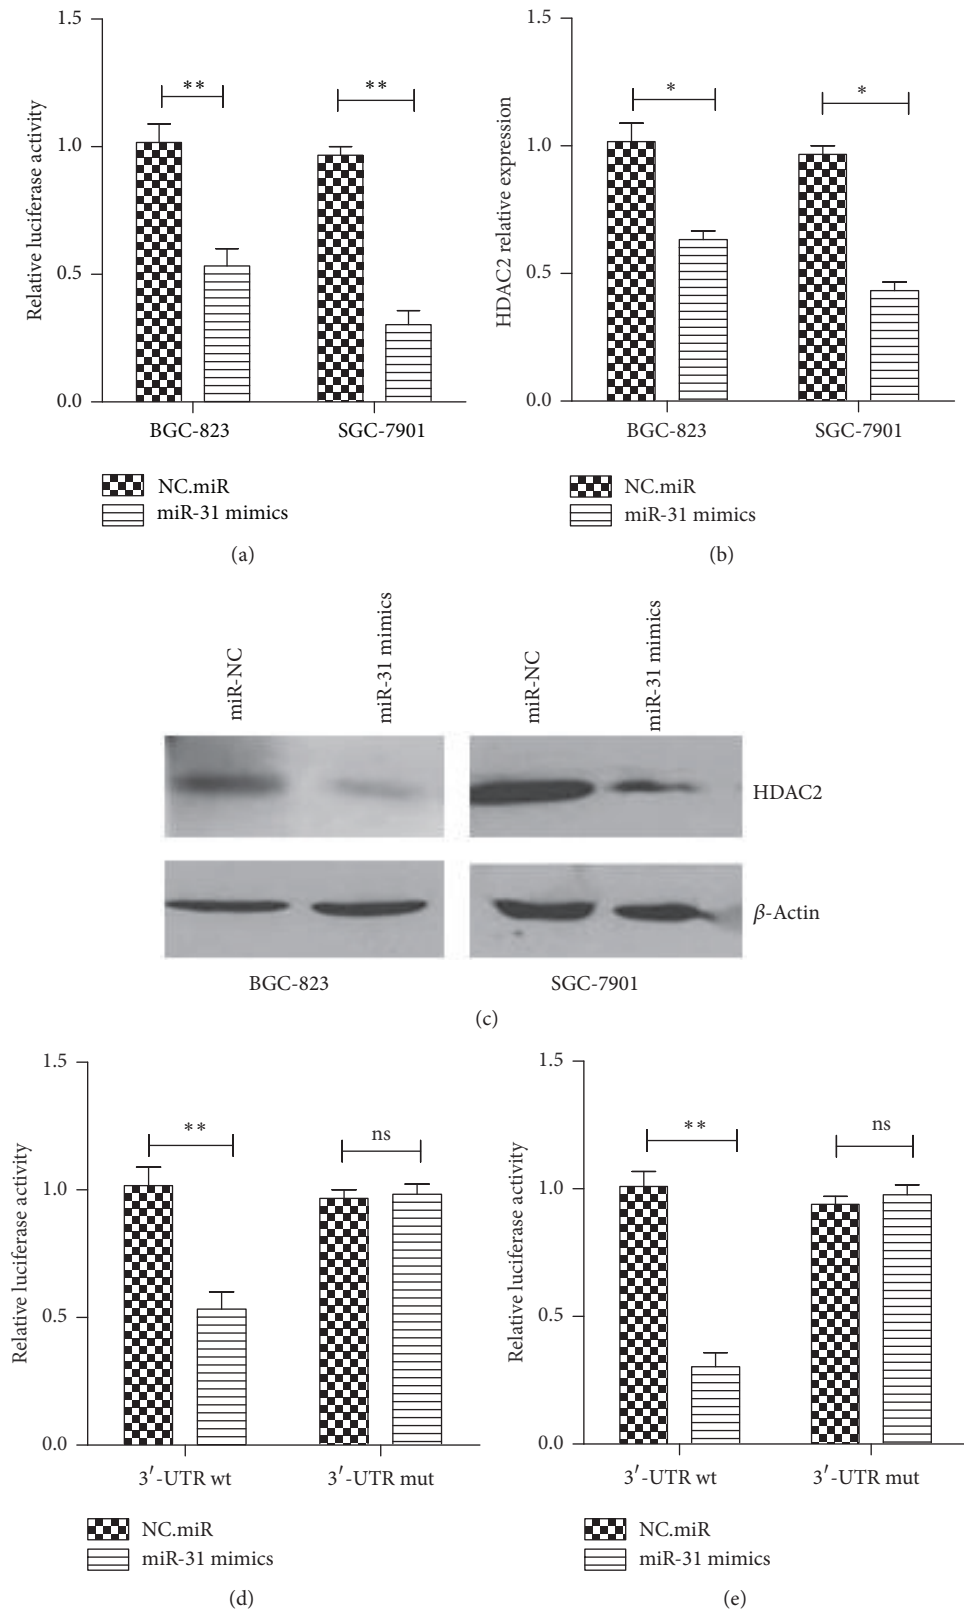 1.5
1.0
0.5
0.0
Relative luciferase activity
**
**
BGC-823
SGC-7901
NC.miR
miR-31 mimics
(a)
1.5
1.0
0.5
0.0
HDAC2 relative expression
*
*
BGC-823
SGC-7901
NC.miR
miR-31 mimics
(b)
miR-NC
miR-31 mimics
miR-NC
miR-31 mimics
HDAC2
β-Actin
BGC-823
SGC-7901
(c)
1.5
1.0
0.5
0.0
Relative luciferase activity
**
ns
3′-UTR wt
3′-UTR mut
NC.miR
miR-31 mimics
(d)
1.5
1.0
0.5
0.0
Relative luciferase activity
**
ns
3′-UTR wt
3′-UTR mut
NC.miR
miR-31 mimics
(e)